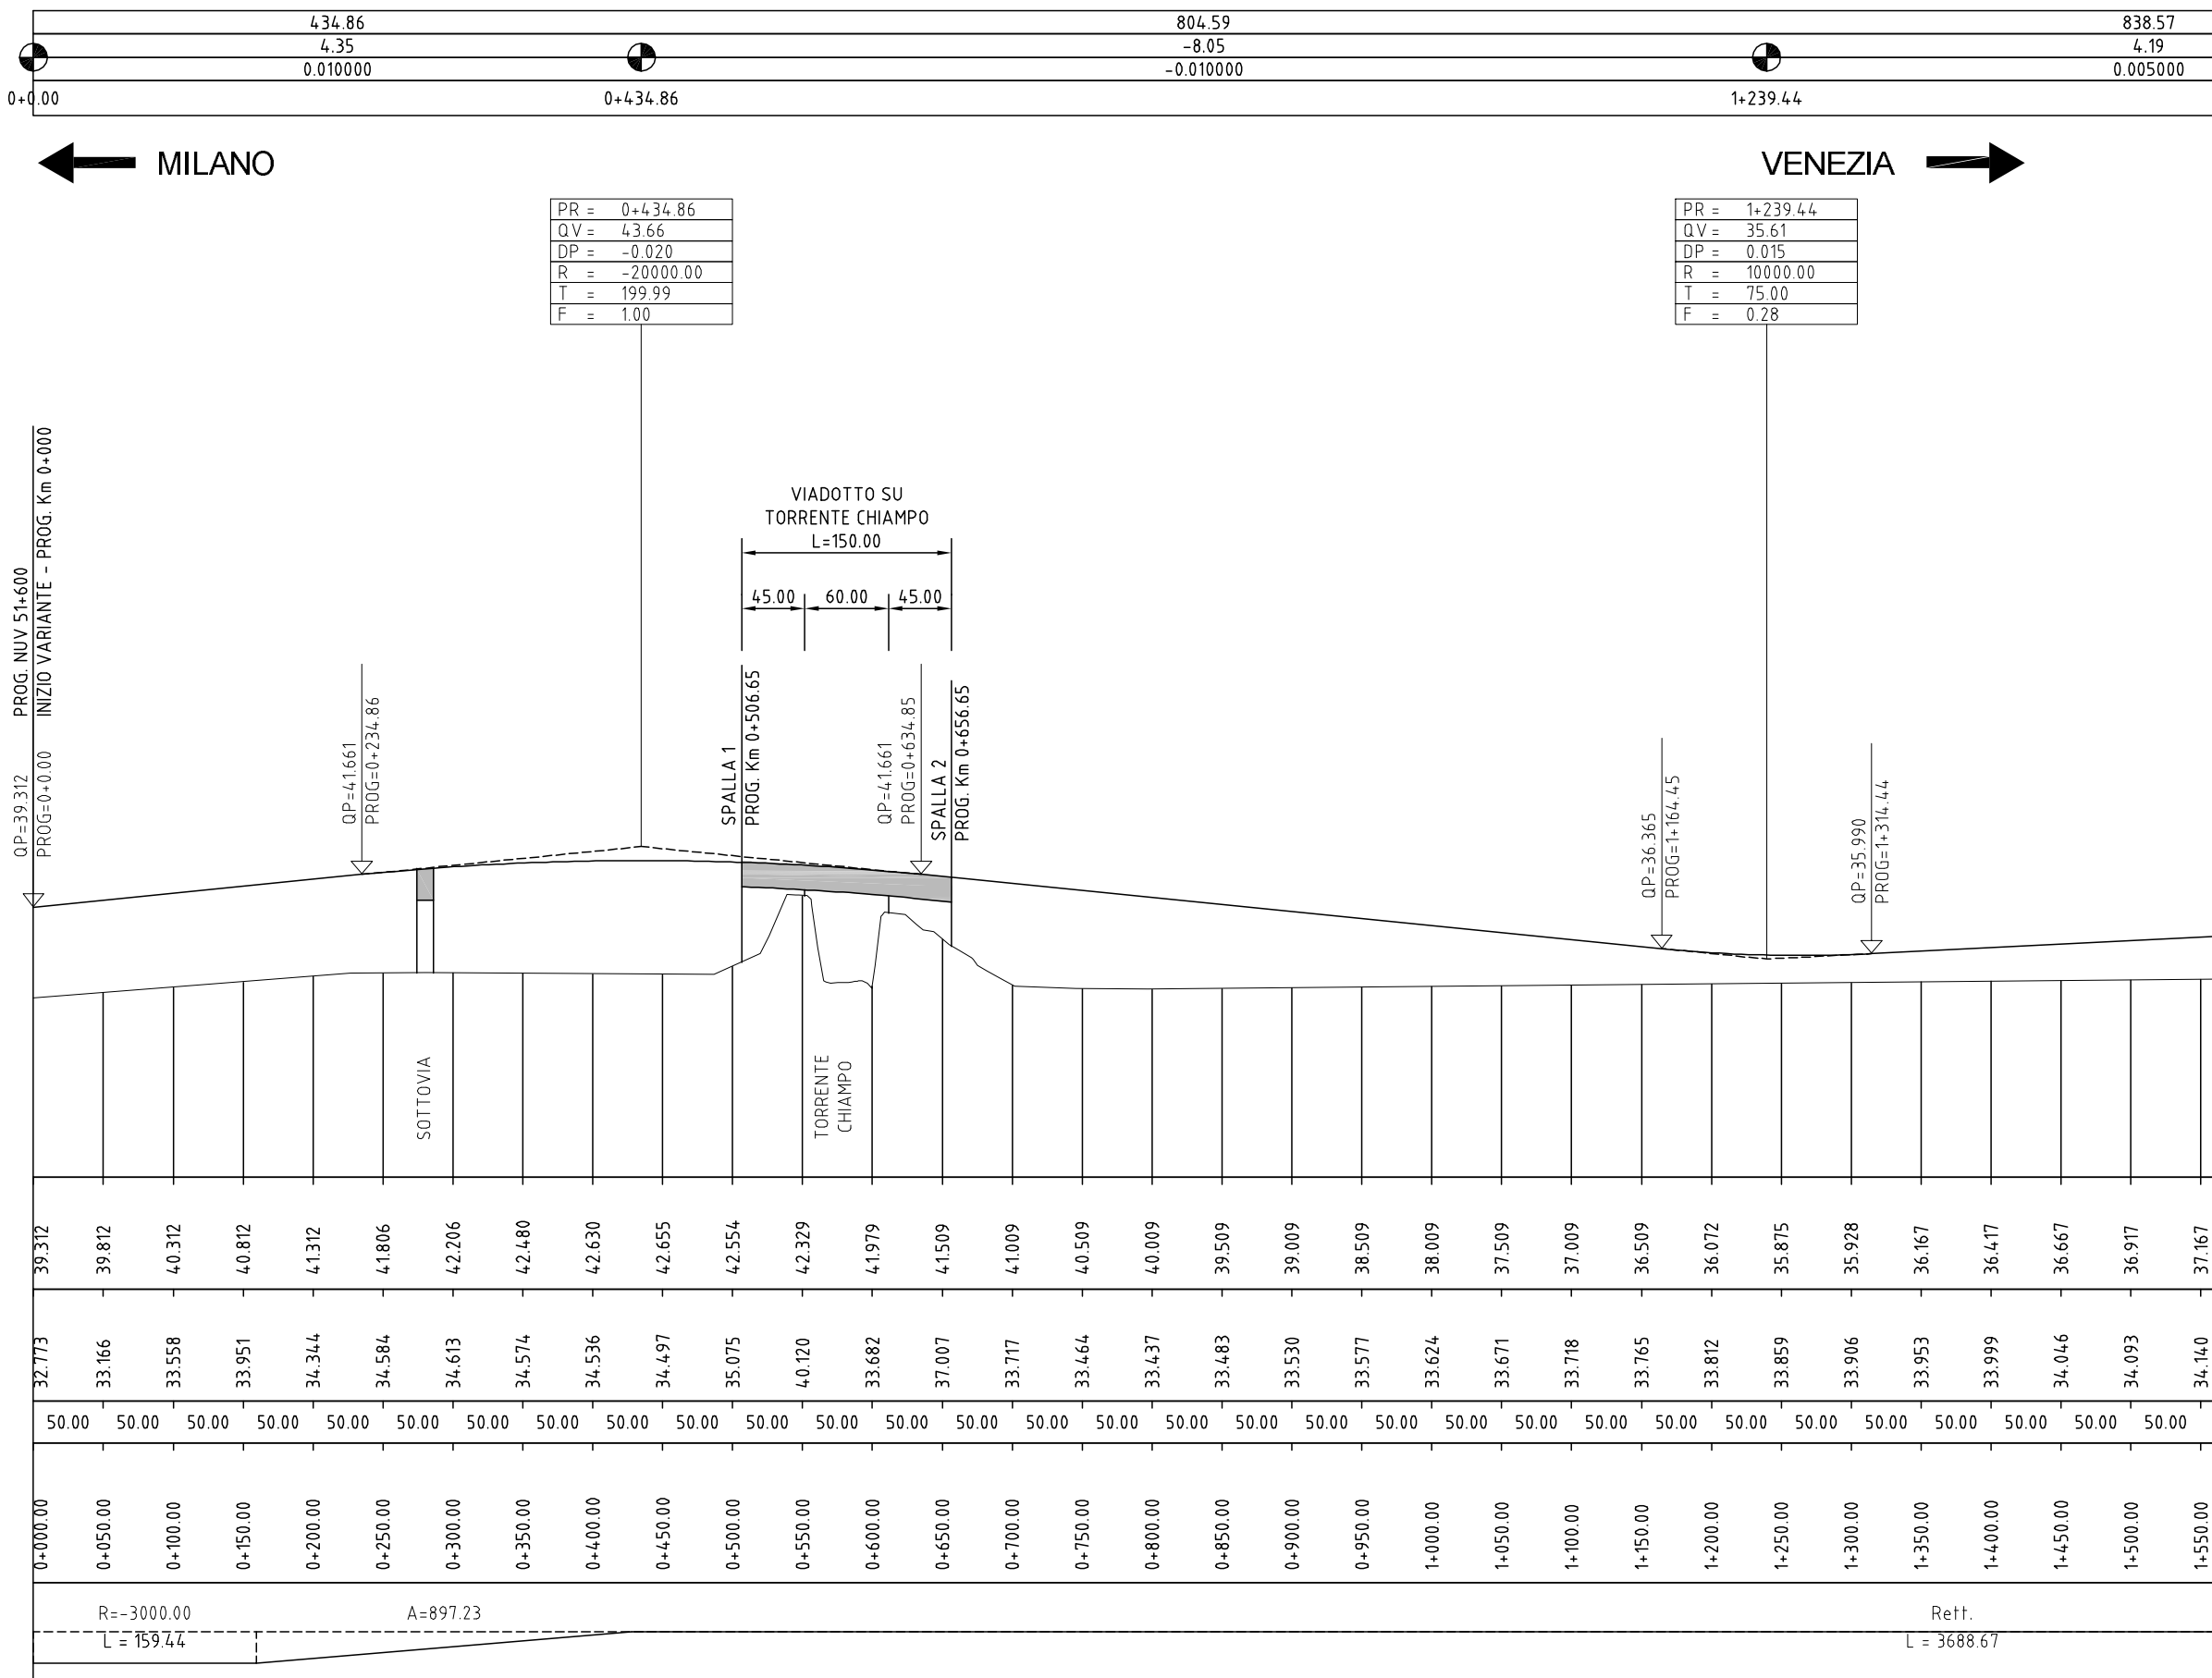 434.86 804.59 838.57
4.35 -8.05 4.19
0.010000 -0.010000 0.005000
0+0.00 0+434.86 1+239.44
MILANO VENEZIA
PR = 0+434.86
QV = 43.66
DP = -0.020
R = -20000.00
T = 199.99
F = 1.00
PR = 1+239.44
QV = 35.61
DP = 0.015
R = 10000.00
T = 75.00
F = 0.28
VIADOTTO SU
TORRENTE CHIAMPO
L=150.00
45.00 60.00 45.00
PROG. NUV 51+600
INIZIO VARIANTE - PROG. Km 0+000
QP=39.312
PROG=0+0.00
QP=41.661
PROG=0+234.86
SPALLA 1
PROG. Km 0+506.65
QP=41.661
PROG=0+634.85
SPALLA 2
PROG. Km 0+656.65
QP=36.365
PROG=1+164.45
QP=35.990
PROG=1+314.44
SOTTOVIA
TORRENTE
CHIAMPO
39.312 39.812 40.312 40.812 41.312 41.806 42.206 42.480 42.630 42.655 42.554 42.329 41.979 41.509 41.009 40.509 40.009 39.509 39.009 38.509 38.009 37.509 37.009 36.509 36.072 35.875 35.928 36.167 36.417 36.667 36.917 37.167
32.773 33.166 33.558 33.951 34.344 34.584 34.613 34.574 34.536 34.497 35.075 40.120 33.682 37.007 33.717 33.464 33.437 33.483 33.530 33.577 33.624 33.671 33.718 33.765 33.812 33.859 33.906 33.953 33.999 34.046 34.093 34.140
50.00 50.00 50.00 50.00 50.00 50.00 50.00 50.00 50.00 50.00 50.00 50.00 50.00 50.00 50.00 50.00 50.00 50.00 50.00 50.00 50.00 50.00 50.00 50.00 50.00 50.00 50.00 50.00 50.00 50.00 50.00
0+000.00 0+050.00 0+100.00 0+150.00 0+200.00 0+250.00 0+300.00 0+350.00 0+400.00 0+450.00 0+500.00 0+550.00 0+600.00 0+650.00 0+700.00 0+750.00 0+800.00 0+850.00 0+900.00 0+950.00 1+000.00 1+050.00 1+100.00 1+150.00 1+200.00 1+250.00 1+300.00 1+350.00 1+400.00 1+450.00 1+500.00 1+550.00
R=-3000.00 A=897.23 Rett.
L = 159.44 L = 3688.67